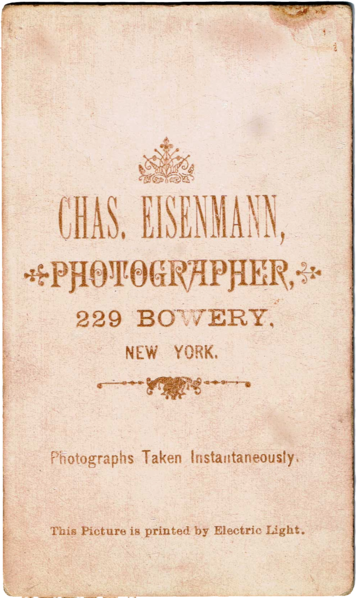 CHAS. EISENMANN,
PHOTOGRAPHER,
229 BOWERY,
NEW YORK.
Photographs Taken Instantaneously.
This Picture is printed by Electric Light.